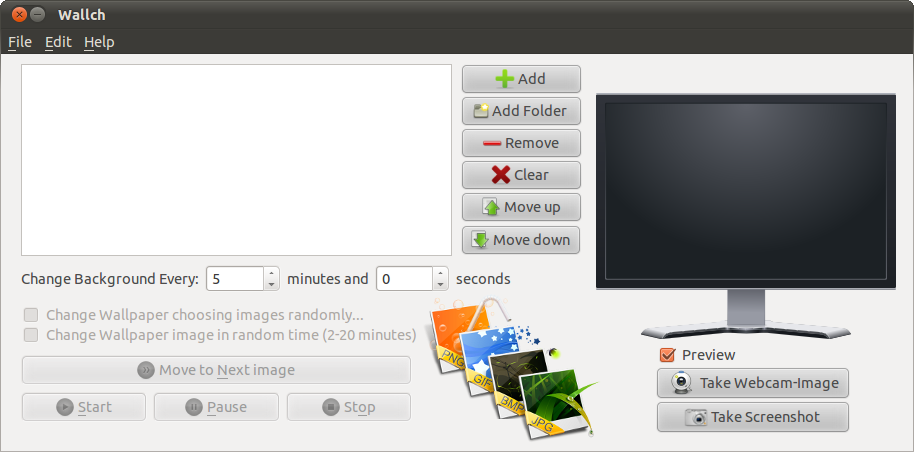 Wallch
File Edit Help
Add
Add Folder
Remove
Clear
Move up
Move down
Change Background Every: 5 minutes and 0 seconds
Change Wallpaper choosing images randomly...
Change Wallpaper image in random time (2-20 minutes)
Move to Next image
Start Pause Stop
PNG
GIF
BMP
JPG
Preview
Take Webcam-Image
Take Screenshot